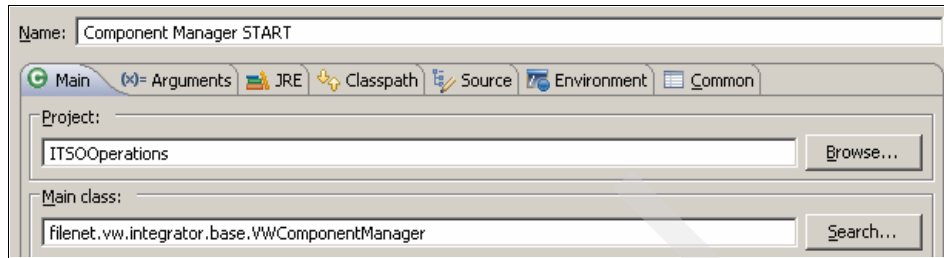 Name: Component Manager START
Main (x)= Arguments JRE Classpath Source Environment Common
Project:
ITSOOperations Browse...
Main class:
filenet.vw.integrator.base.VWComponentManager Search...